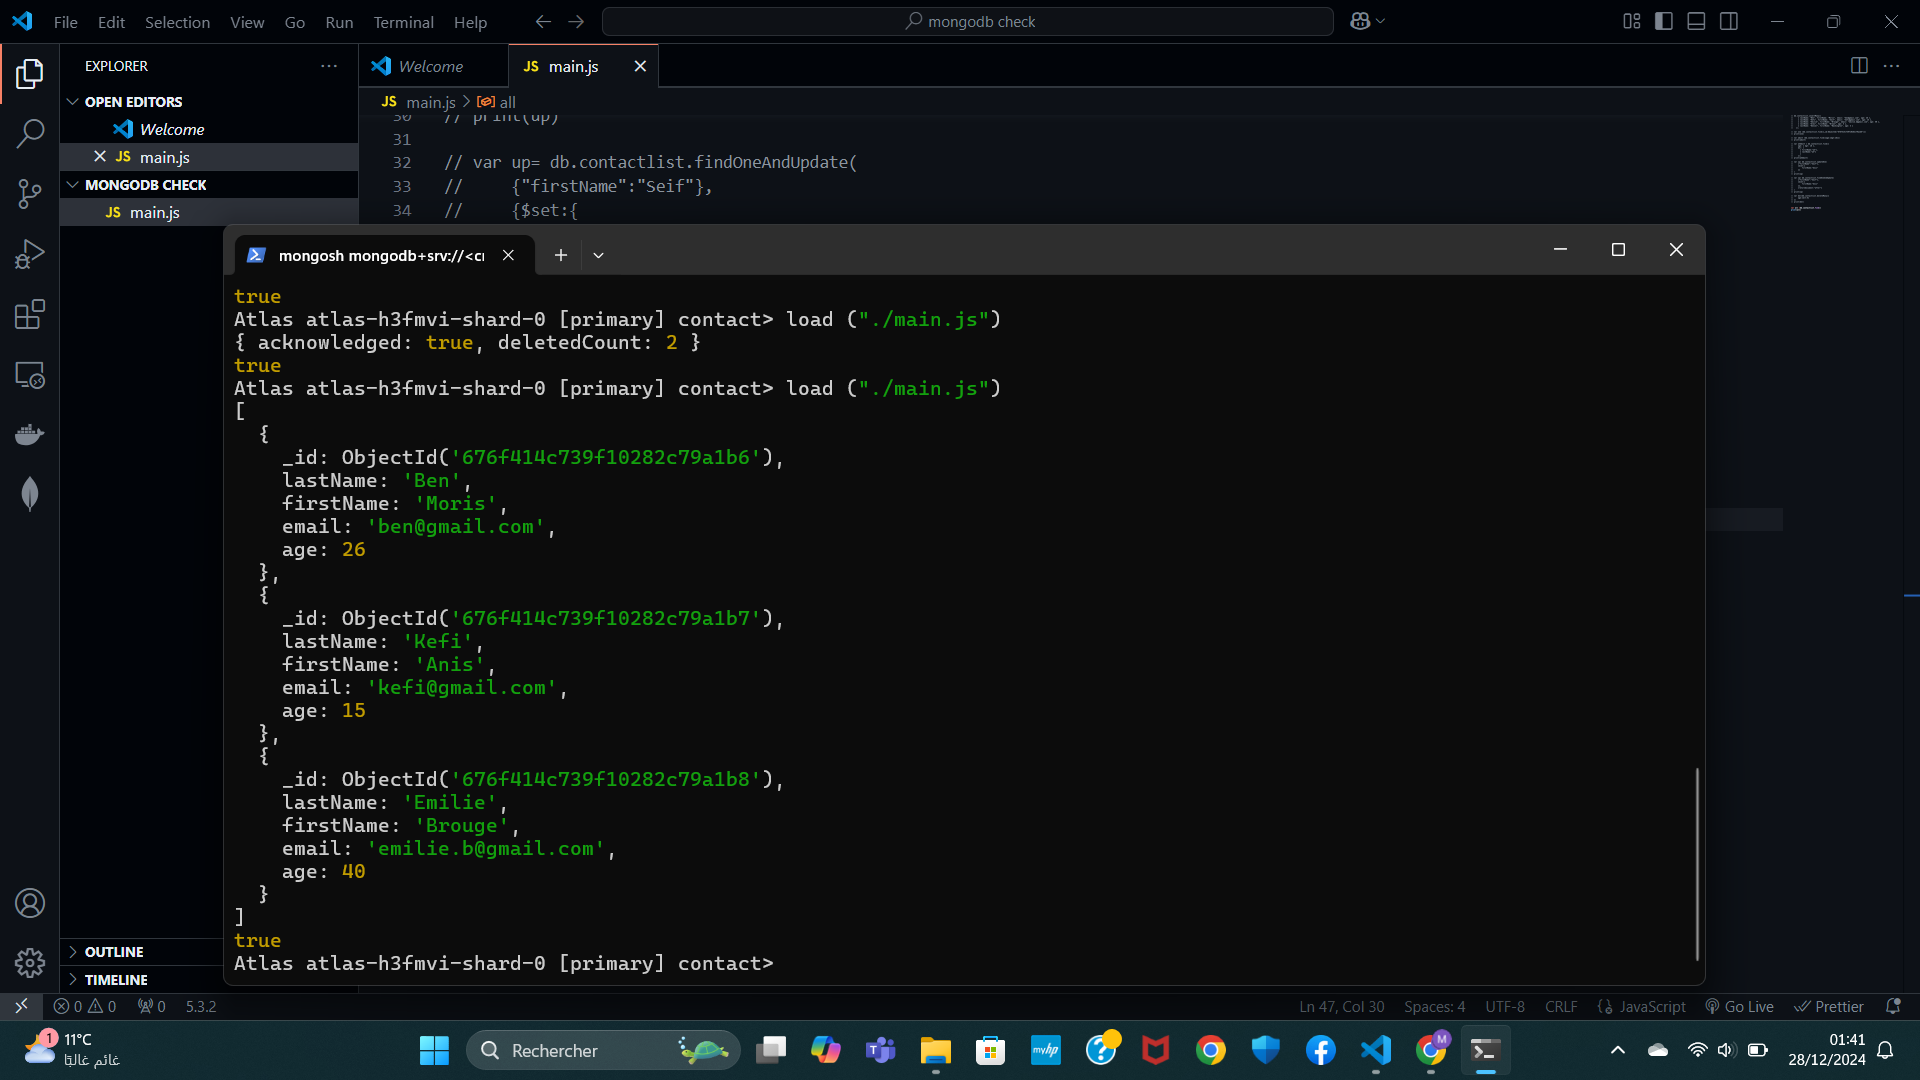 File Edit Selection View Go Run Terminal Help
mongodb check
EXPLORER
OPEN EDITORS
Welcome
JS main.js
MONGODB CHECK
JS main.js
OUTLINE
TIMELINE
Welcome
JS main.js
JS main.js > all
30 // print(up)
31
32 // var up= db.contactlist.findOneAndUpdate(
33 // {"firstName":"Seif"},
34 // {$set:{
mongosh mongodb+srv://<cr
true
Atlas atlas-h3fmvi-shard-0 [primary] contact> load ("./main.js")
{ acknowledged: true, deletedCount: 2 }
true
Atlas atlas-h3fmvi-shard-0 [primary] contact> load ("./main.js")
[
{
_id: ObjectId('676f414c739f10282c79a1b6'),
lastName: 'Ben',
firstName: 'Moris',
email: 'ben@gmail.com',
age: 26
},
{
_id: ObjectId('676f414c739f10282c79a1b7'),
lastName: 'Kefi',
firstName: 'Anis',
email: 'kefi@gmail.com',
age: 15
},
{
_id: ObjectId('676f414c739f10282c79a1b8'),
lastName: 'Emilie',
firstName: 'Brouge',
email: 'emilie.b@gmail.com',
age: 40
}
]
true
Atlas atlas-h3fmvi-shard-0 [primary] contact>
0 0 0 5.3.2
Ln 47, Col 30 Spaces: 4 UTF-8 CRLF {} JavaScript Go Live Prettier
1 11°C
غائم غالبًا
Rechercher
myhp
M
01:41
28/12/2024